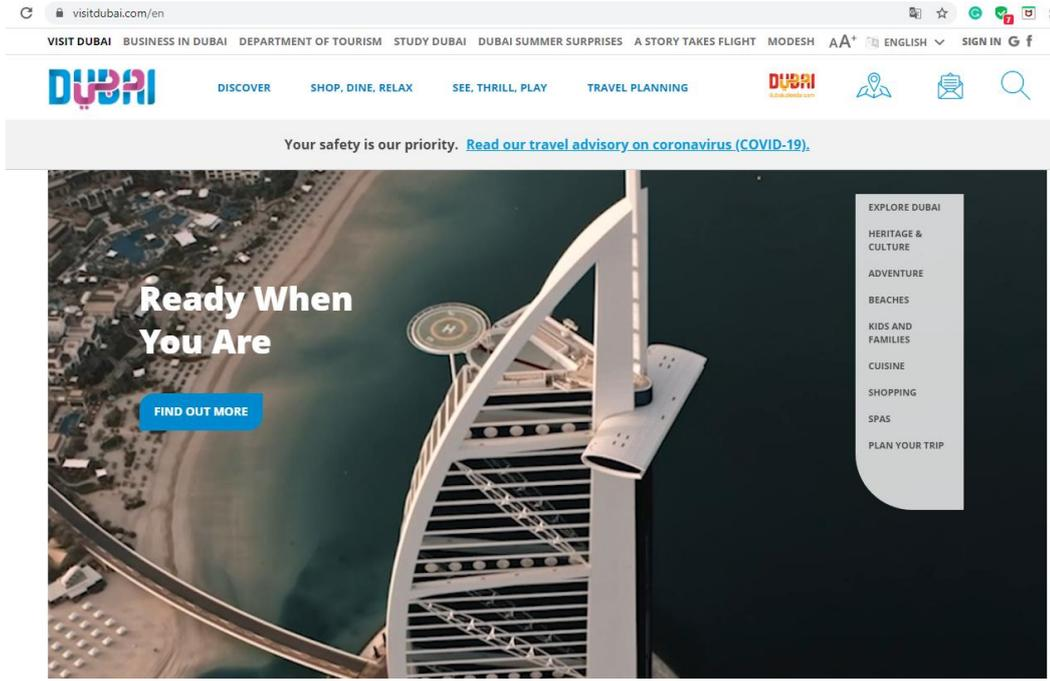 visitdubai.com/en
7
VISIT DUBAI BUSINESS IN DUBAI DEPARTMENT OF TOURISM STUDY DUBAI DUBAI SUMMER SURPRISES A STORY TAKES FLIGHT MODESH AA+ ENGLISH SIGN IN G f
DUBAI DISCOVER SHOP, DINE, RELAX SEE, THRILL, PLAY TRAVEL PLANNING DUBAI
Your safety is our priority. Read our travel advisory on coronavirus (COVID-19).
Ready When
You Are
FIND OUT MORE
H
EXPLORE DUBAI
HERITAGE &
CULTURE
ADVENTURE
BEACHES
KIDS AND
FAMILIES
CUISINE
SHOPPING
SPAS
PLAN YOUR TRIP